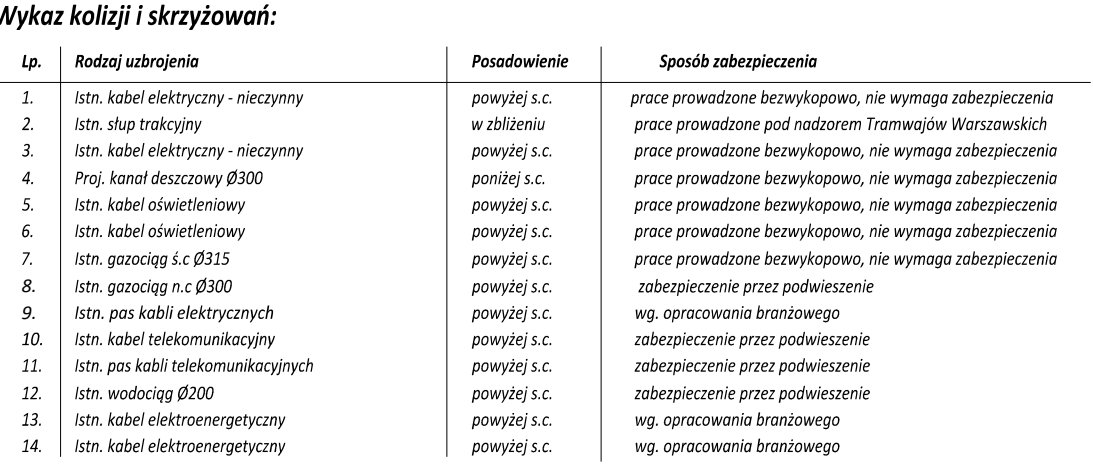 Wykaz kolizji i skrzyżowań:
Lp. Rodzaj uzbrojenia Posadowienie Sposób zabezpieczenia
1. Istn. kabel elektryczny - nieczynny powyżej s.c. prace prowadzone bezwykopowo, nie wymaga zabezpieczenia
2. Istn. słup trakcyjny w zbliżeniu prace prowadzone pod nadzorem Tramwajów Warszawskich
3. Istn. kabel elektryczny - nieczynny powyżej s.c. prace prowadzone bezwykopowo, nie wymaga zabezpieczenia
4. Proj. kanał deszczowy Ø300 poniżej s.c. prace prowadzone bezwykopowo, nie wymaga zabezpieczenia
5. Istn. kabel oświetleniowy powyżej s.c. prace prowadzone bezwykopowo, nie wymaga zabezpieczenia
6. Istn. kabel oświetleniowy powyżej s.c. prace prowadzone bezwykopowo, nie wymaga zabezpieczenia
7. Istn. gazociąg ś.c Ø315 powyżej s.c. prace prowadzone bezwykopowo, nie wymaga zabezpieczenia
8. Istn. gazociąg n.c Ø300 powyżej s.c. zabezpieczenie przez podwieszenie
9. Istn. pas kabli elektrycznych powyżej s.c. wg. opracowania branżowego
10. Istn. kabel telekomunikacyjny powyżej s.c. zabezpieczenie przez podwieszenie
11. Istn. pas kabli telekomunikacyjnych powyżej s.c. zabezpieczenie przez podwieszenie
12. Istn. wodociąg Ø200 powyżej s.c. zabezpieczenie przez podwieszenie
13. Istn. kabel elektroenergetyczny powyżej s.c. wg. opracowania branżowego
14. Istn. kabel elektroenergetyczny powyżej s.c. wg. opracowania branżowego